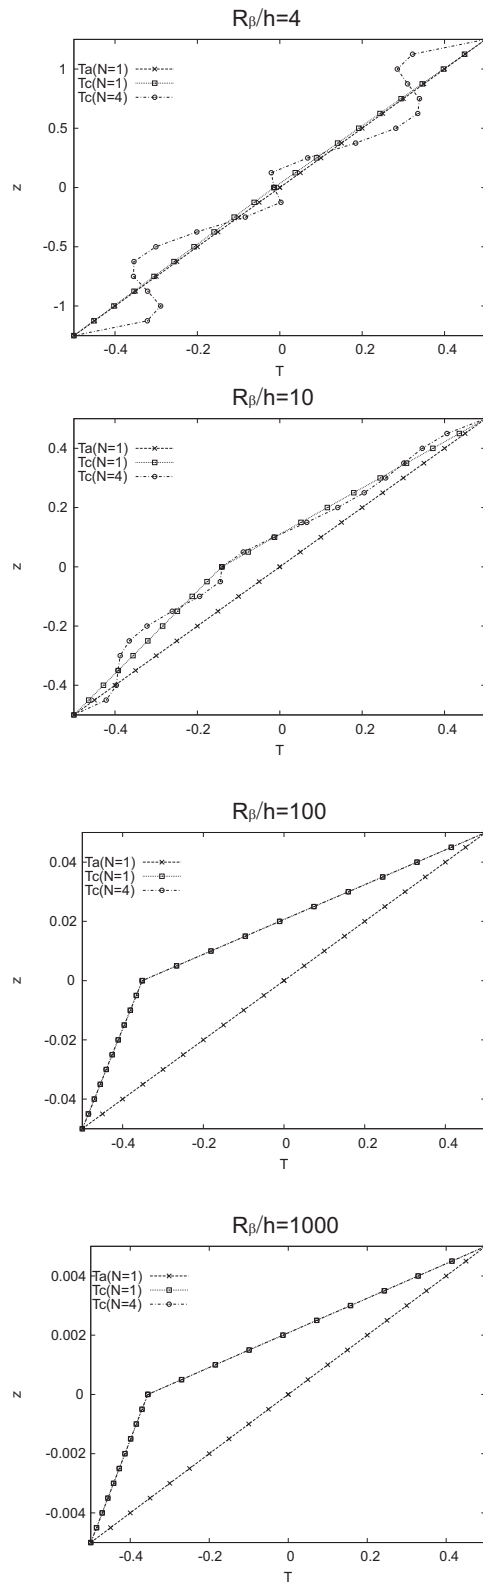 Rβ/h=4
Ta(N=1)
Tc(N=1)
Tc(N=4)
1
0.5
0
-0.5
-1
z
-0.4 -0.2 0 0.2 0.4
T
Rβ/h=10
Ta(N=1)
Tc(N=1)
Tc(N=4)
0.4
0.2
0
-0.2
-0.4
z
-0.4 -0.2 0 0.2 0.4
T
Rβ/h=100
Ta(N=1)
Tc(N=1)
Tc(N=4)
0.04
0.02
0
-0.02
-0.04
z
-0.4 -0.2 0 0.2 0.4
T
Rβ/h=1000
Ta(N=1)
Tc(N=1)
Tc(N=4)
0.004
0.002
0
-0.002
-0.004
z
-0.4 -0.2 0 0.2 0.4
T